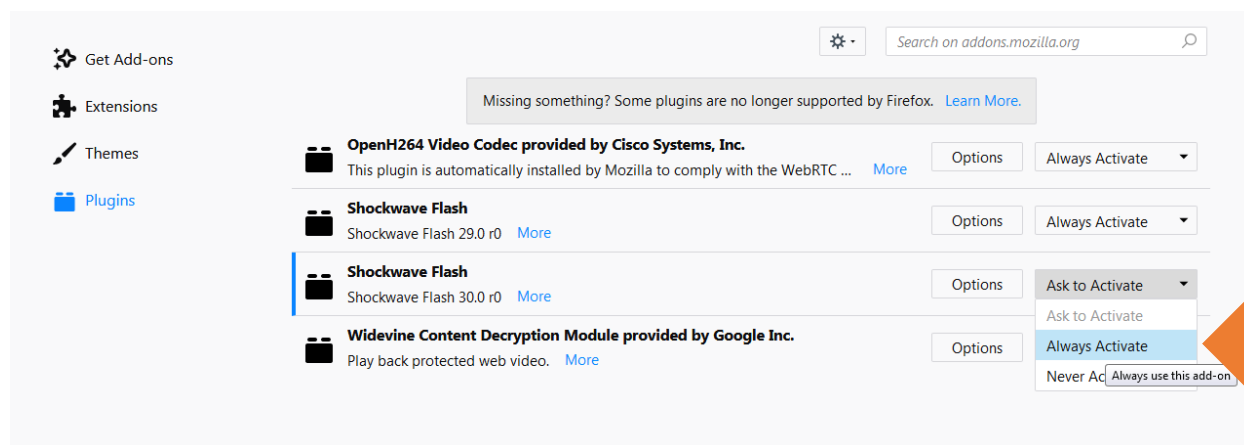 Get Add-ons
Extensions
Themes
Plugins
Search on addons.mozilla.org
Missing something? Some plugins are no longer supported by Firefox. Learn More.
OpenH264 Video Codec provided by Cisco Systems, Inc.
This plugin is automatically installed by Mozilla to comply with the WebRTC ... More
Options
Always Activate
Shockwave Flash
Shockwave Flash 29.0 r0 More
Options
Always Activate
Shockwave Flash
Shockwave Flash 30.0 r0 More
Options
Ask to Activate
Ask to Activate
Always Activate
Never Ac
Always use this add-on
Widevine Content Decryption Module provided by Google Inc.
Play back protected web video. More
Options